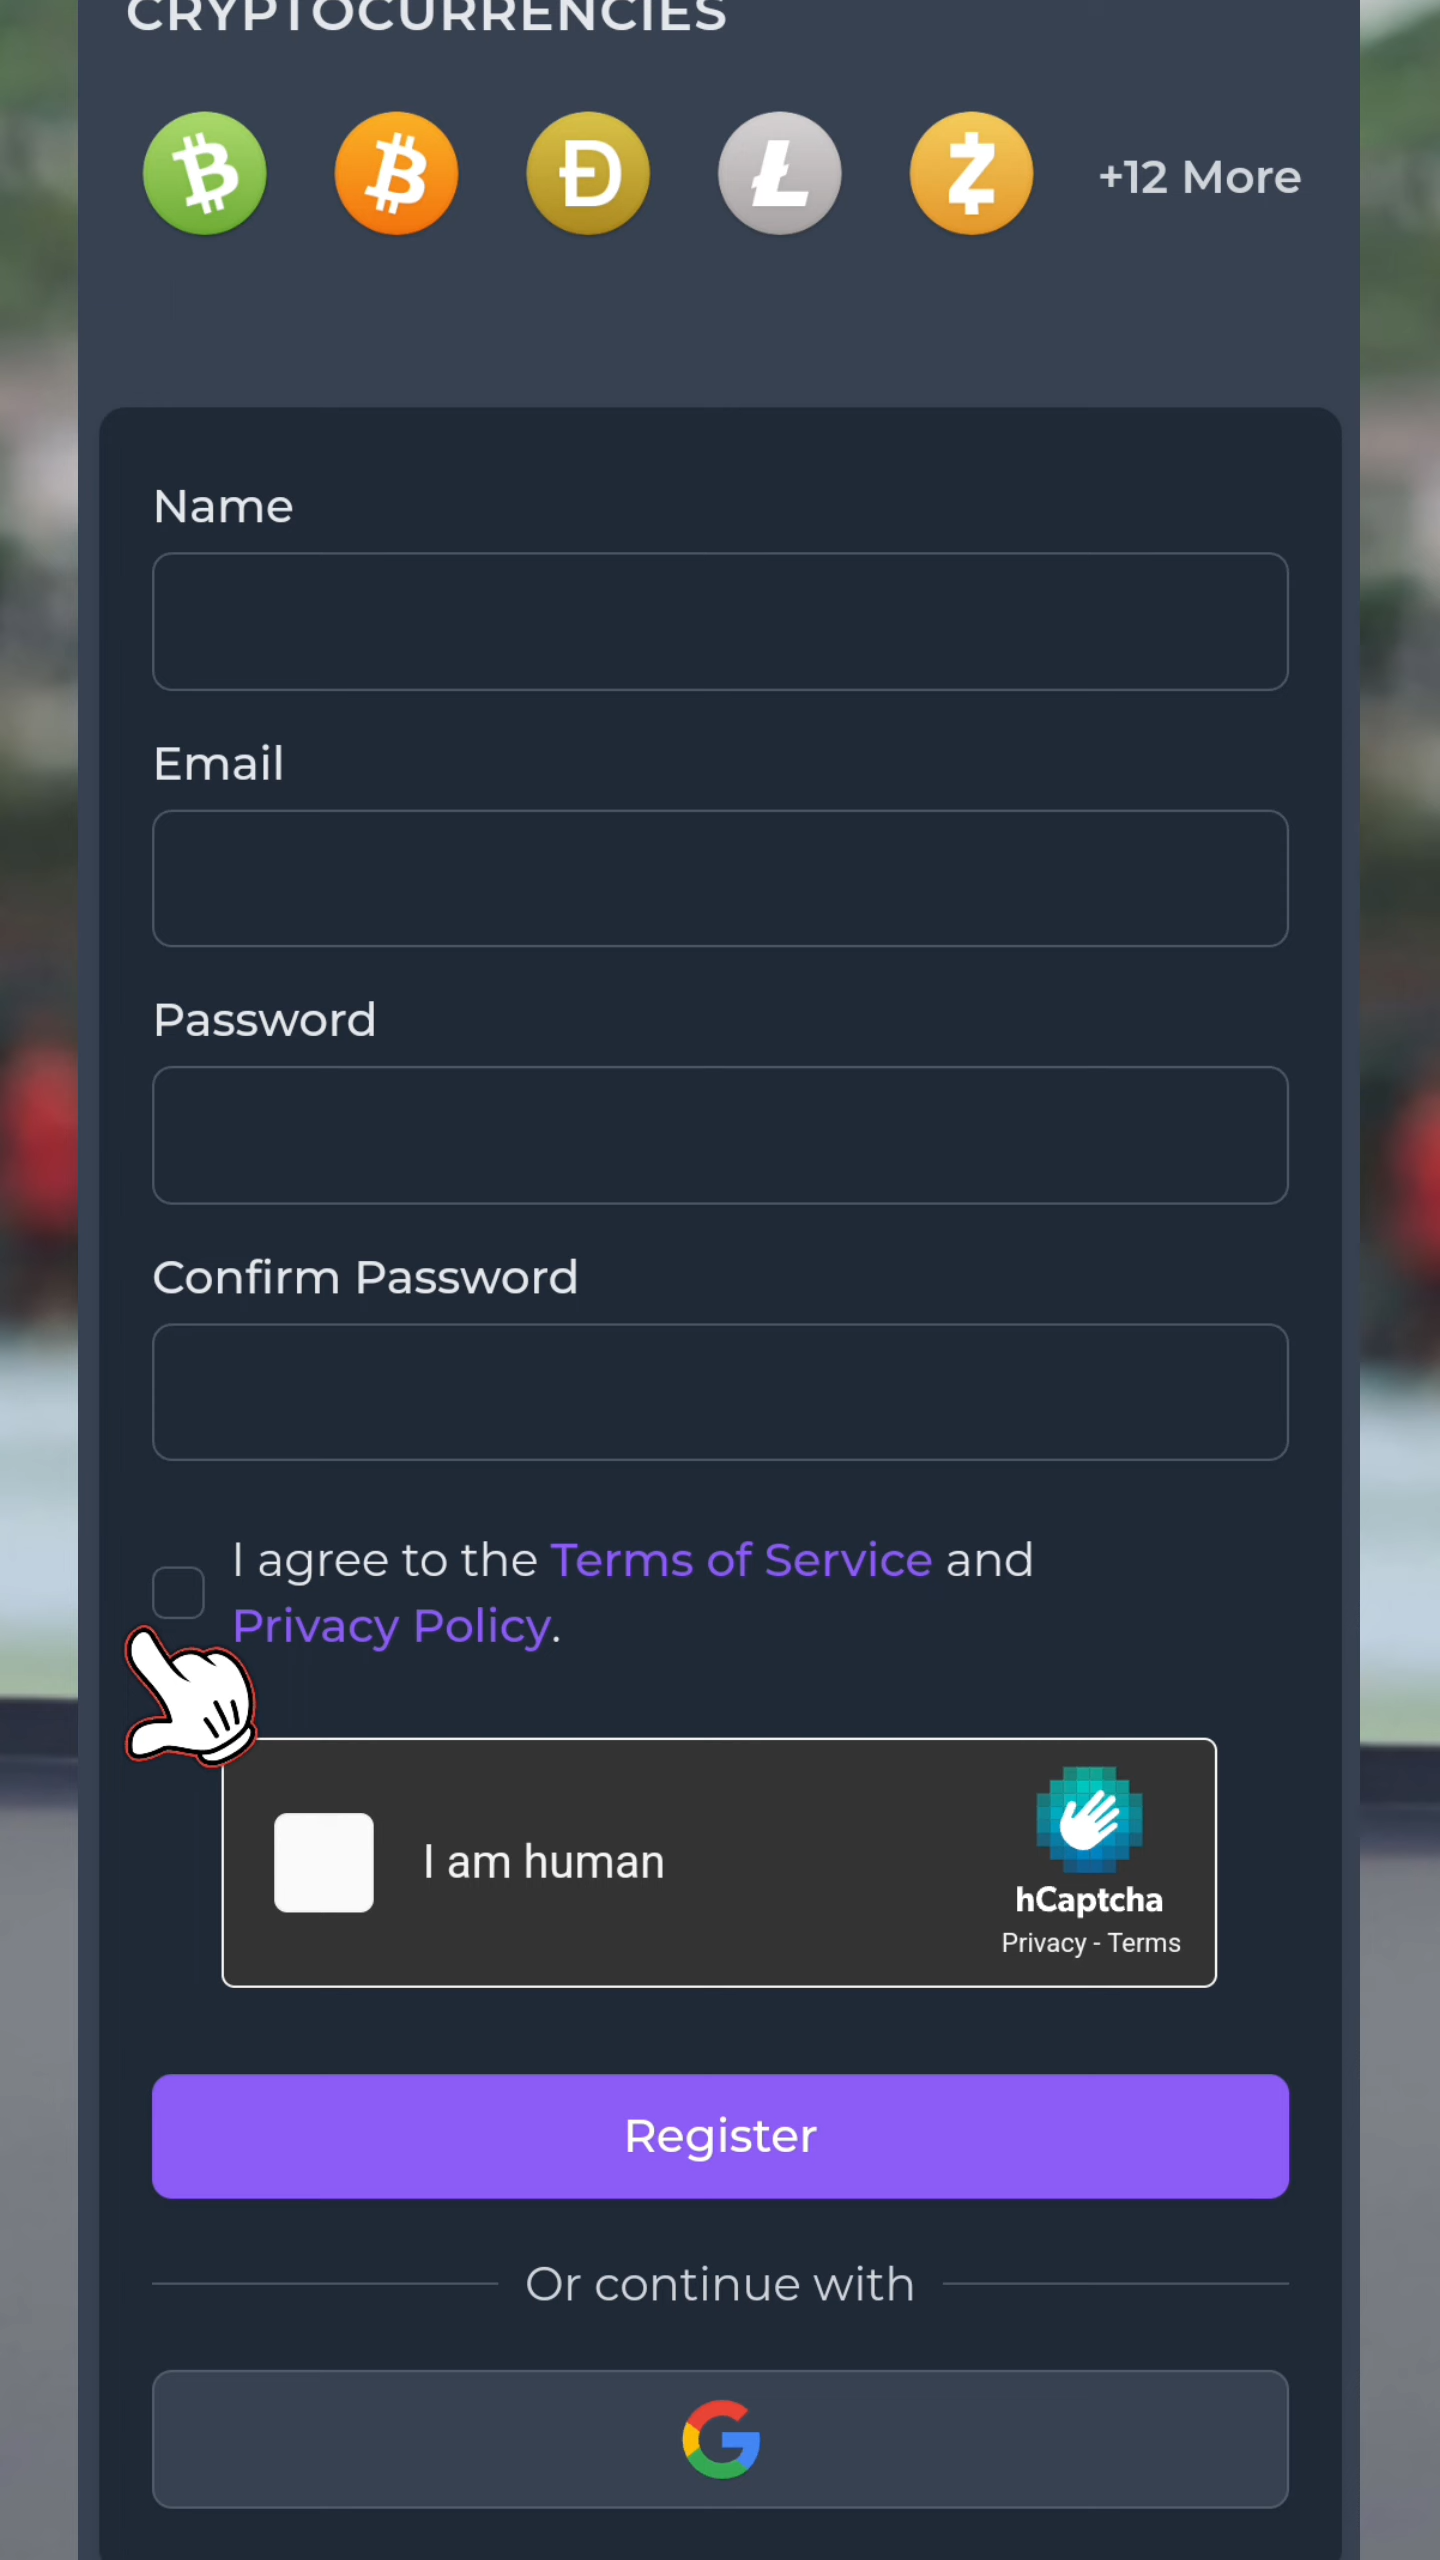 CRYPTOCURRENCIES
+12 More
Name
Email
Password
Confirm Password
I agree to the Terms of Service and
Privacy Policy.
I am human
hCaptcha
Privacy - Terms
Register
Or continue with